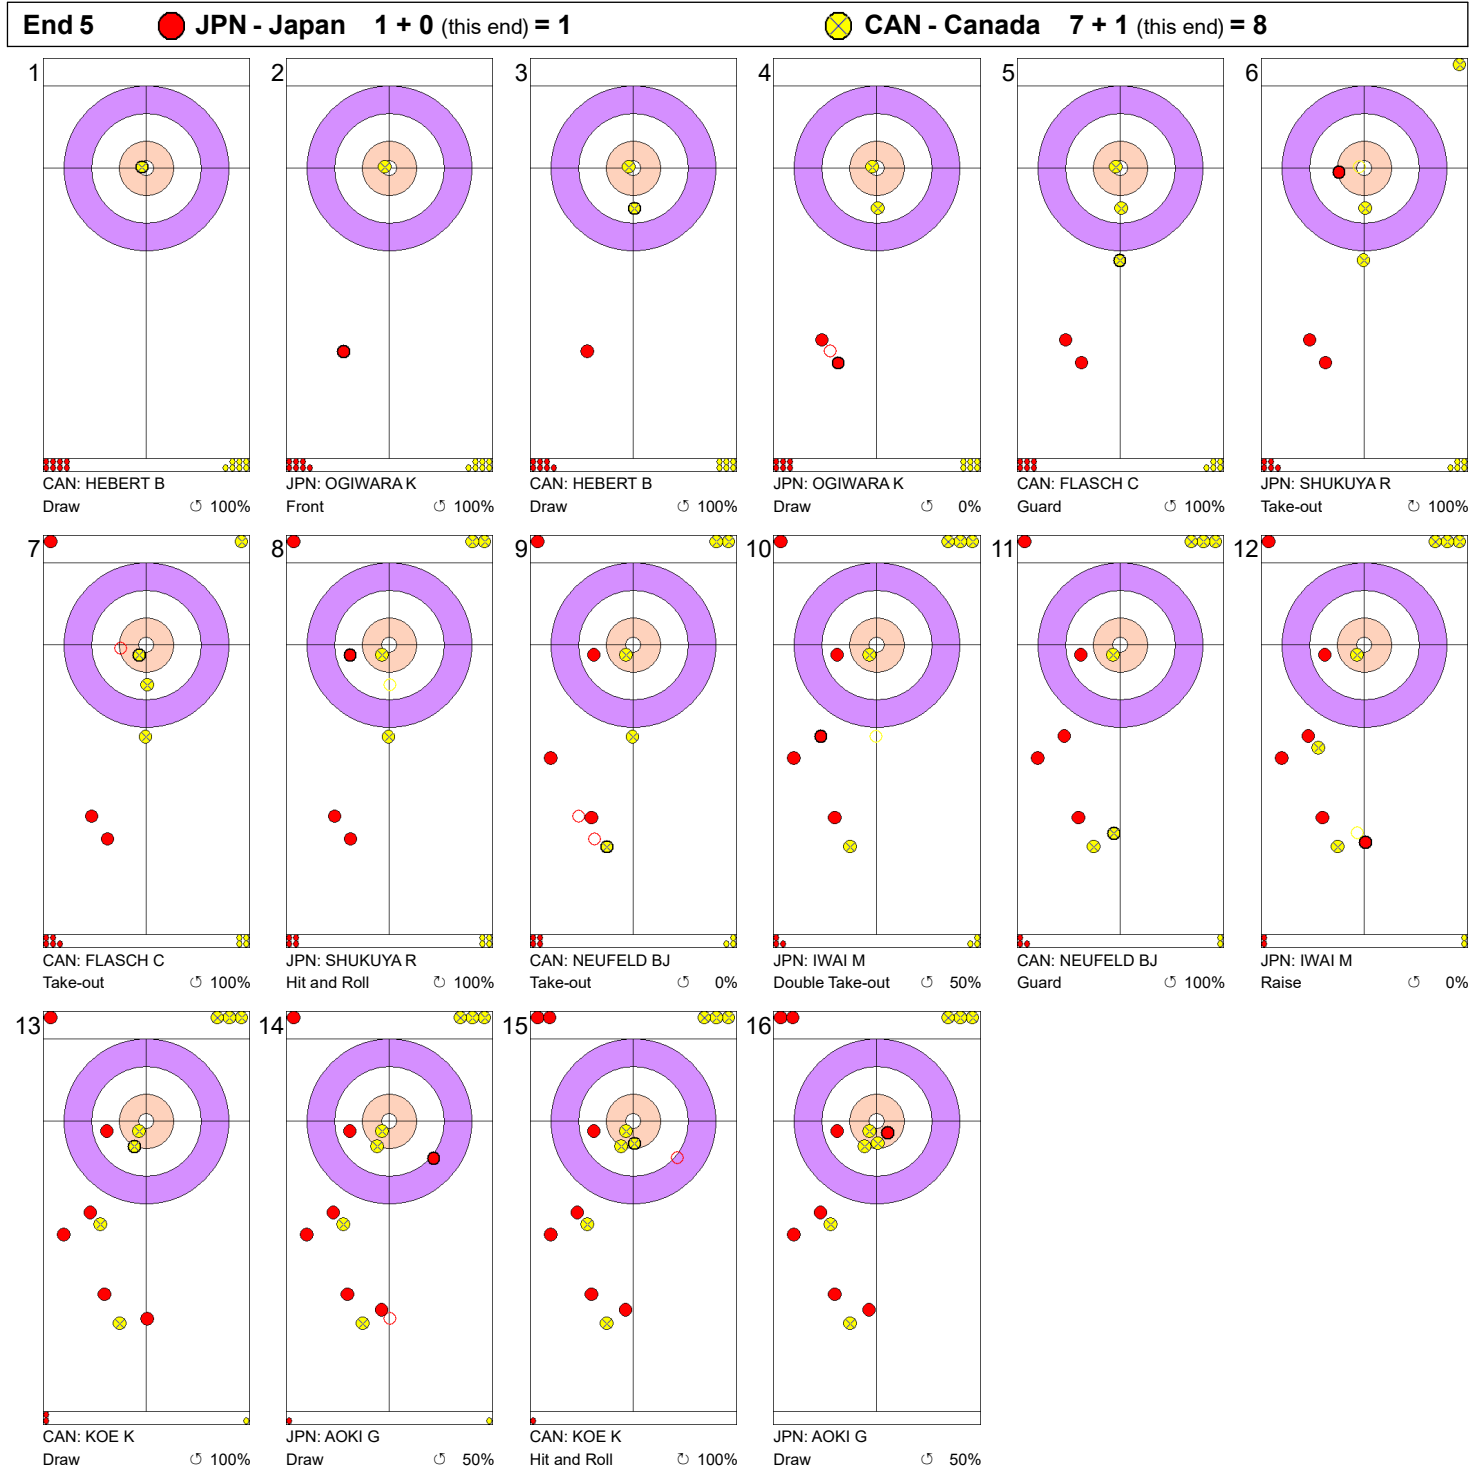 End 5 JPN - Japan 1 + 0 (this end) = 1 CAN - Canada 7 + 1 (this end) = 8
1 2 3 4 5 6
CAN: HEBERT B JPN: OGIWARA K CAN: HEBERT B JPN: OGIWARA K CAN: FLASCH C JPN: SHUKUYA R
Draw ↺ 100% Front ↺ 100% Draw ↺ 100% Draw ↺ 0% Guard ↺ 100% Take-out ↻ 100%
7 8 9 10 11 12
CAN: FLASCH C JPN: SHUKUYA R CAN: NEUFELD BJ JPN: IWAI M CAN: NEUFELD BJ JPN: IWAI M
Take-out ↺ 100% Hit and Roll ↻ 100% Take-out ↺ 0% Double Take-out ↺ 50% Guard ↺ 100% Raise ↺ 0%
13 14 15 16
CAN: KOE K JPN: AOKI G CAN: KOE K JPN: AOKI G
Draw ↺ 100% Draw ↺ 50% Hit and Roll ↻ 100% Draw ↺ 50%